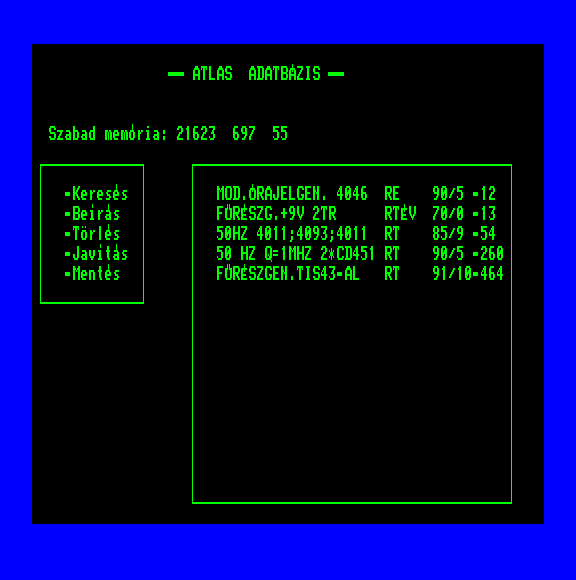 ━━ ATLAS  ADATBÁZIS ━━
Szabad memória: 21623  697  55
-Keresés
-Beírás
-Törlés
-Javítás
-Mentés
MOD.ÓRAJELGEN. 4046  RE    90/5 -12
FŰRÉSZG.+9V 2TR      RTÉV  70/0 -13
50HZ 4011;4093;4011  RT    85/9 -54
50 HZ Q=1MHZ 2*CD451 RT    90/5 -260
FŰRÉSZGEN.TIS43-AL   RT    91/10-464